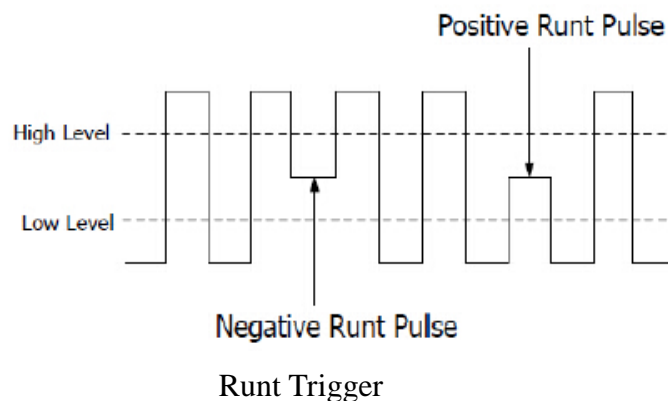 Positive Runt Pulse
High Level
Low Level
Negative Runt Pulse
Runt Trigger